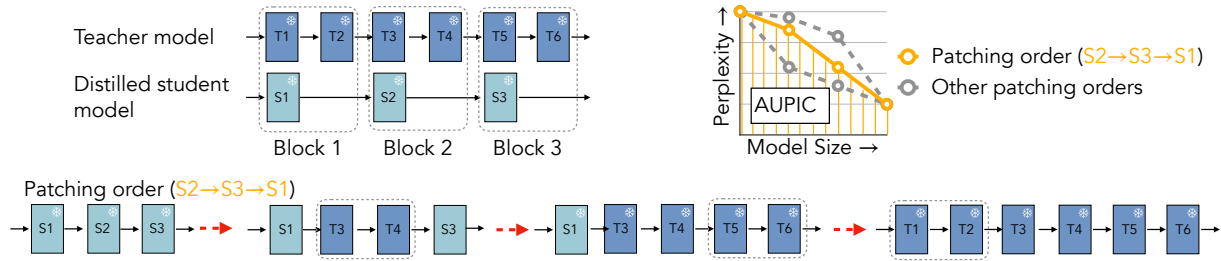 Teacher model
T1 T2 T3 T4 T5 T6
Distilled student
model
S1 S2 S3
Block 1 Block 2 Block 3
Perplexity →
AUPIC
Model Size →
Patching order (S2→S3→S1)
Other patching orders
Patching order (S2→S3→S1)
S1 S2 S3 S1 T3 T4 S3 S1 T3 T4 T5 T6 T1 T2 T3 T4 T5 T6